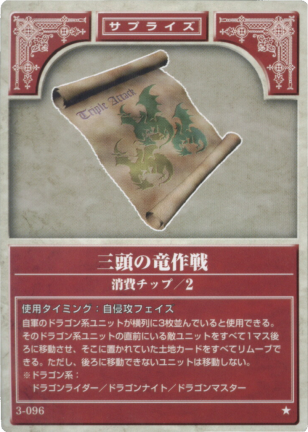 サプライズ
Triple Attack
三頭の竜作戦
消費チップ／2
使用タイミング：自侵攻フェイス
自軍のドラゴン系ユニットが横列に3枚並んでいると使用できる。
そのドラゴン系ユニットの直前にいる敵ユニットをすべて1マス後
ろに移動させ、そこに置かれていた土地カードをすべてリムーブで
きる。ただし、後ろに移動できないユニットは移動しない。
※ドラゴン系：
ドラゴンライダー／ドラゴンナイト／ドラゴンマスター
3-096
★